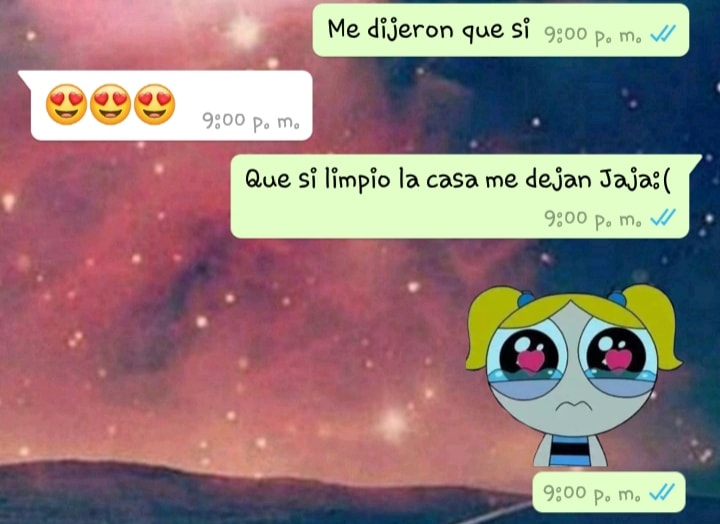 Me dijeron que si 9:00 p. m.
😍😍😍 9:00 p. m.
Que si limpio la casa me dejan Jaja:(
9:00 p. m.
9:00 p. m.